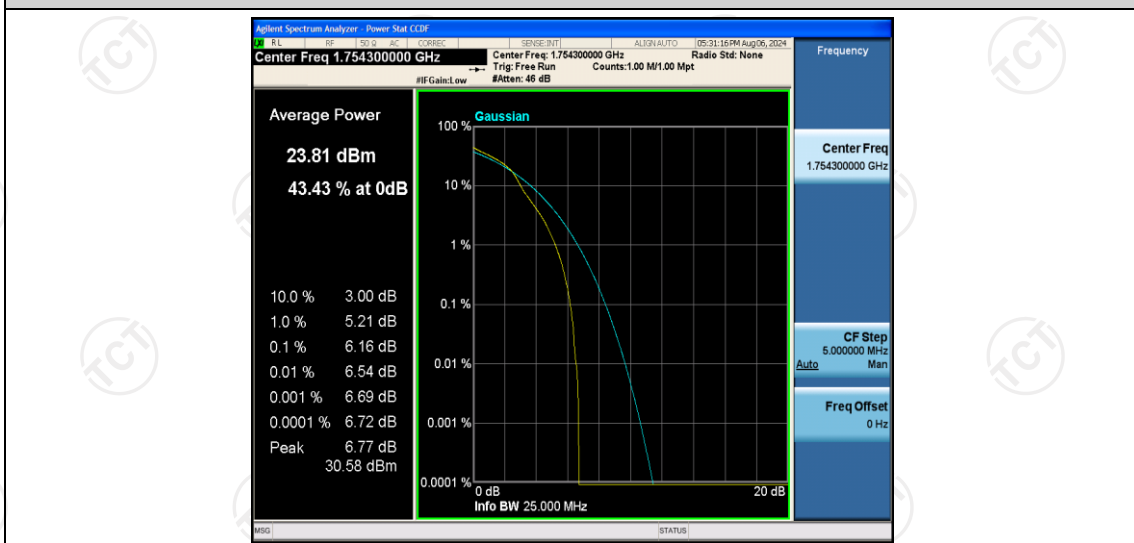 Agilent Spectrum Analyzer - Power Stat CCDF
LXI RL RF 50 Ω AC CORREC SENSE:INT ALIGN AUTO 05:31:16 PM Aug 06, 2024
Center Freq 1.754300000 GHz
Center Freq: 1.754300000 GHz Radio Std: None
Trig: Free Run Counts:1.00 M/1.00 Mpt
#IFGain:Low #Atten: 46 dB
Frequency
Average Power
23.81 dBm
43.43 % at 0dB
10.0 % 3.00 dB
1.0 % 5.21 dB
0.1 % 6.16 dB
0.01 % 6.54 dB
0.001 % 6.69 dB
0.0001 % 6.72 dB
Peak 6.77 dB
30.58 dBm
Gaussian
100 %
10 %
1 %
0.1 %
0.01 %
0.001 %
0.0001 %
0 dB 20 dB
Info BW 25.000 MHz
Center Freq
1.754300000 GHz
CF Step
5.000000 MHz
Auto Man
Freq Offset
0 Hz
MSG STATUS
TCT
TCT
TCT
TCT